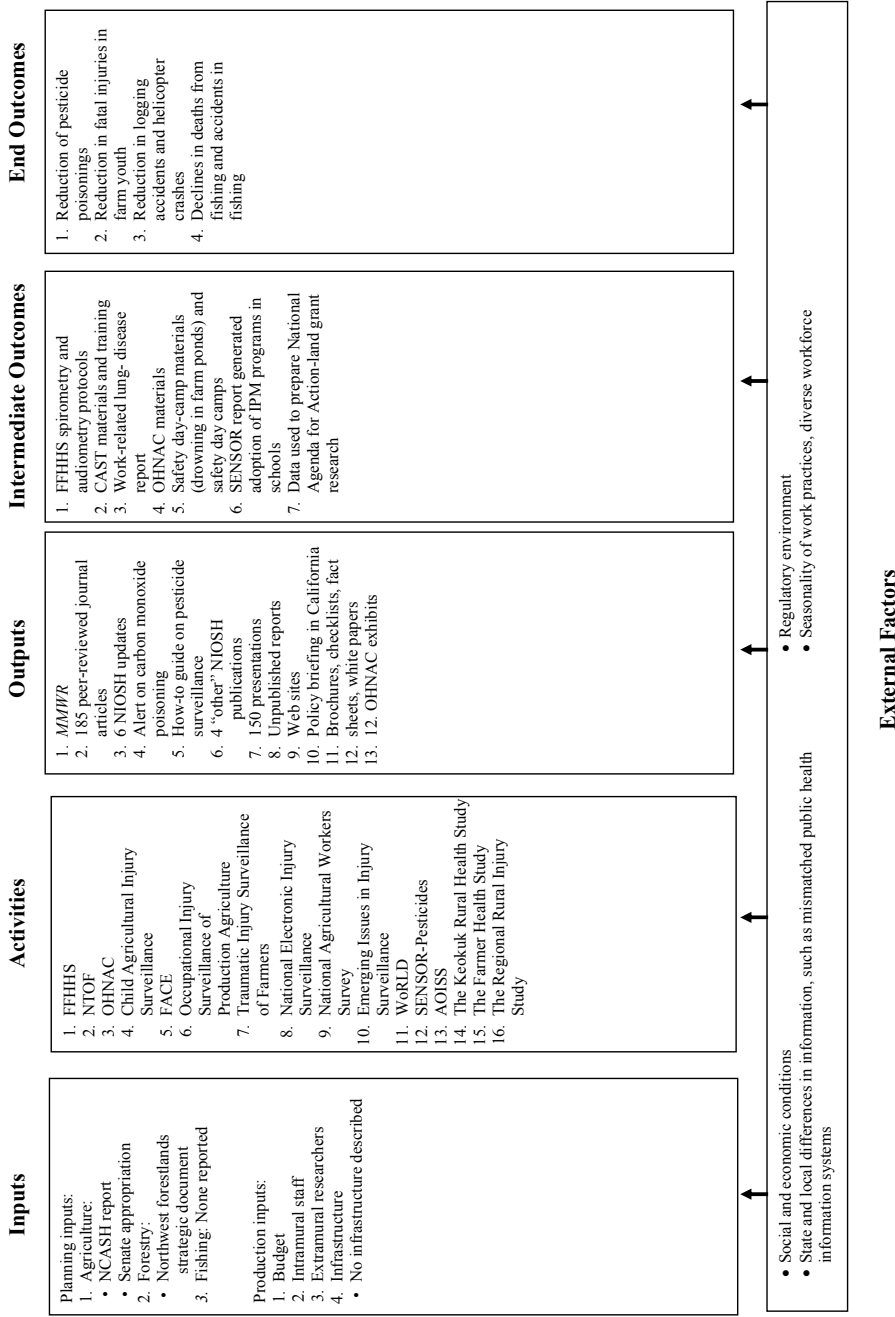 Inputs
Planning inputs:
1. Agriculture:
• NCASH report
• Senate appropriation
2. Forestry:
• Northwest forestlands
strategic document
3. Fishing: None reported
Production inputs:
1. Budget
2. Intramural staff
3. Extramural researchers
4. Infrastructure
• No infrastructure described
Activities
1. FFHHS
2. NTOF
3. OHNAC
4. Child Agricultural Injury
Surveillance
5. FACE
6. Occupational Injury
Surveillance of
Production Agriculture
7. Traumatic Injury Surveillance
of Farmers
8. National Electronic Injury
Surveillance
9. National Agricultural Workers
Survey
10. Emerging Issues in Injury
Surveillance
11. WoRLD
12. SENSOR-Pesticides
13. AOISS
14. The Keokuk Rural Health Study
15. The Farmer Health Study
16. The Regional Rural Injury
Study
Outputs
1. MMWR
2. 185 peer-reviewed journal
articles
3. 6 NIOSH updates
4. Alert on carbon monoxide
poisoning
5. How-to guide on pesticide
surveillance
6. 4 “other” NIOSH
publications
7. 150 presentations
8. Unpublished reports
9. Web sites
10. Policy briefing in California
11. Brochures, checklists, fact
12. sheets, white papers
13. 12. OHNAC exhibits
Intermediate Outcomes
1. FFHHS spirometry and
audiometry protocols
2. CAST materials and training
3. Work-related lung- disease
report
4. OHNAC materials
5. Safety day-camp materials
(drowning in farm ponds) and
safety day camps
6. SENSOR report generated
adoption of IPM programs in
schools
7. Data used to prepare National
Agenda for Action-land grant
research
End Outcomes
1. Reduction of pesticide
poisonings
2. Reduction in fatal injuries in
farm youth
3. Reduction in logging
accidents and helicopter
crashes
4. Declines in deaths from
fishing and accidents in
fishing
• Social and economic conditions
• State and local differences in information, such as mismatched public health
information systems
• Regulatory environment
• Seasonality of work practices, diverse workforce
External Factors